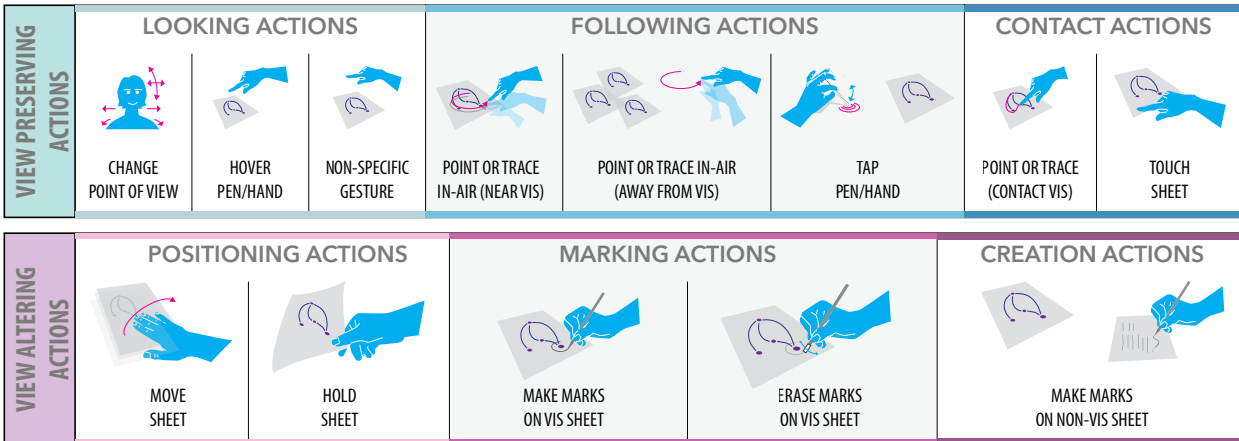 VIEW PRESERVING
ACTIONS
LOOKING ACTIONS
FOLLOWING ACTIONS
CONTACT ACTIONS
CHANGE
POINT OF VIEW
HOVER
PEN/HAND
NON-SPECIFIC
GESTURE
POINT OR TRACE
IN-AIR (NEAR VIS)
POINT OR TRACE IN-AIR
(AWAY FROM VIS)
TAP
PEN/HAND
POINT OR TRACE
(CONTACT VIS)
TOUCH
SHEET
VIEW ALTERING
ACTIONS
POSITIONING ACTIONS
MARKING ACTIONS
CREATION ACTIONS
MOVE
SHEET
HOLD
SHEET
MAKE MARKS
ON VIS SHEET
ERASE MARKS
ON VIS SHEET
MAKE MARKS
ON NON-VIS SHEET